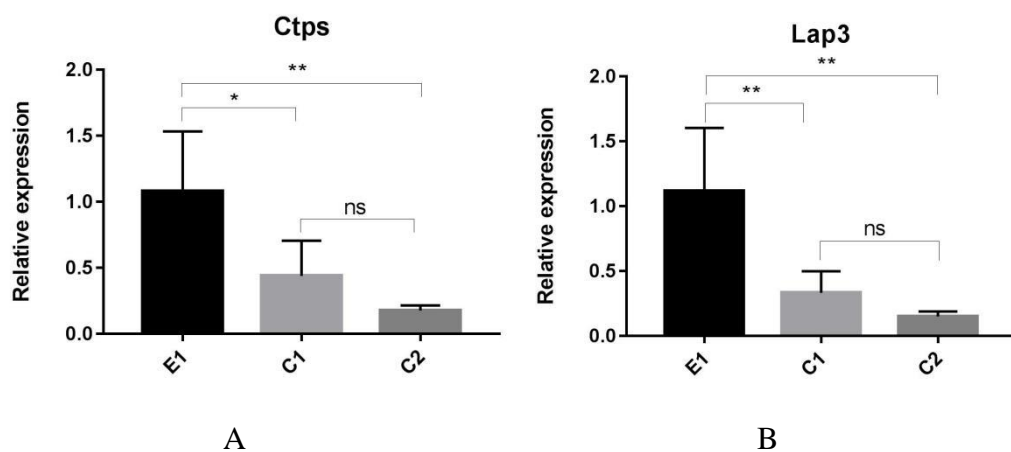 Ctps
Relative expression
2.0
1.5
1.0
0.5
0.0
**
*
ns
E1
C1
C2
A
Lap3
Relative expression
2.0
1.5
1.0
0.5
0.0
**
**
ns
E1
C1
C2
B